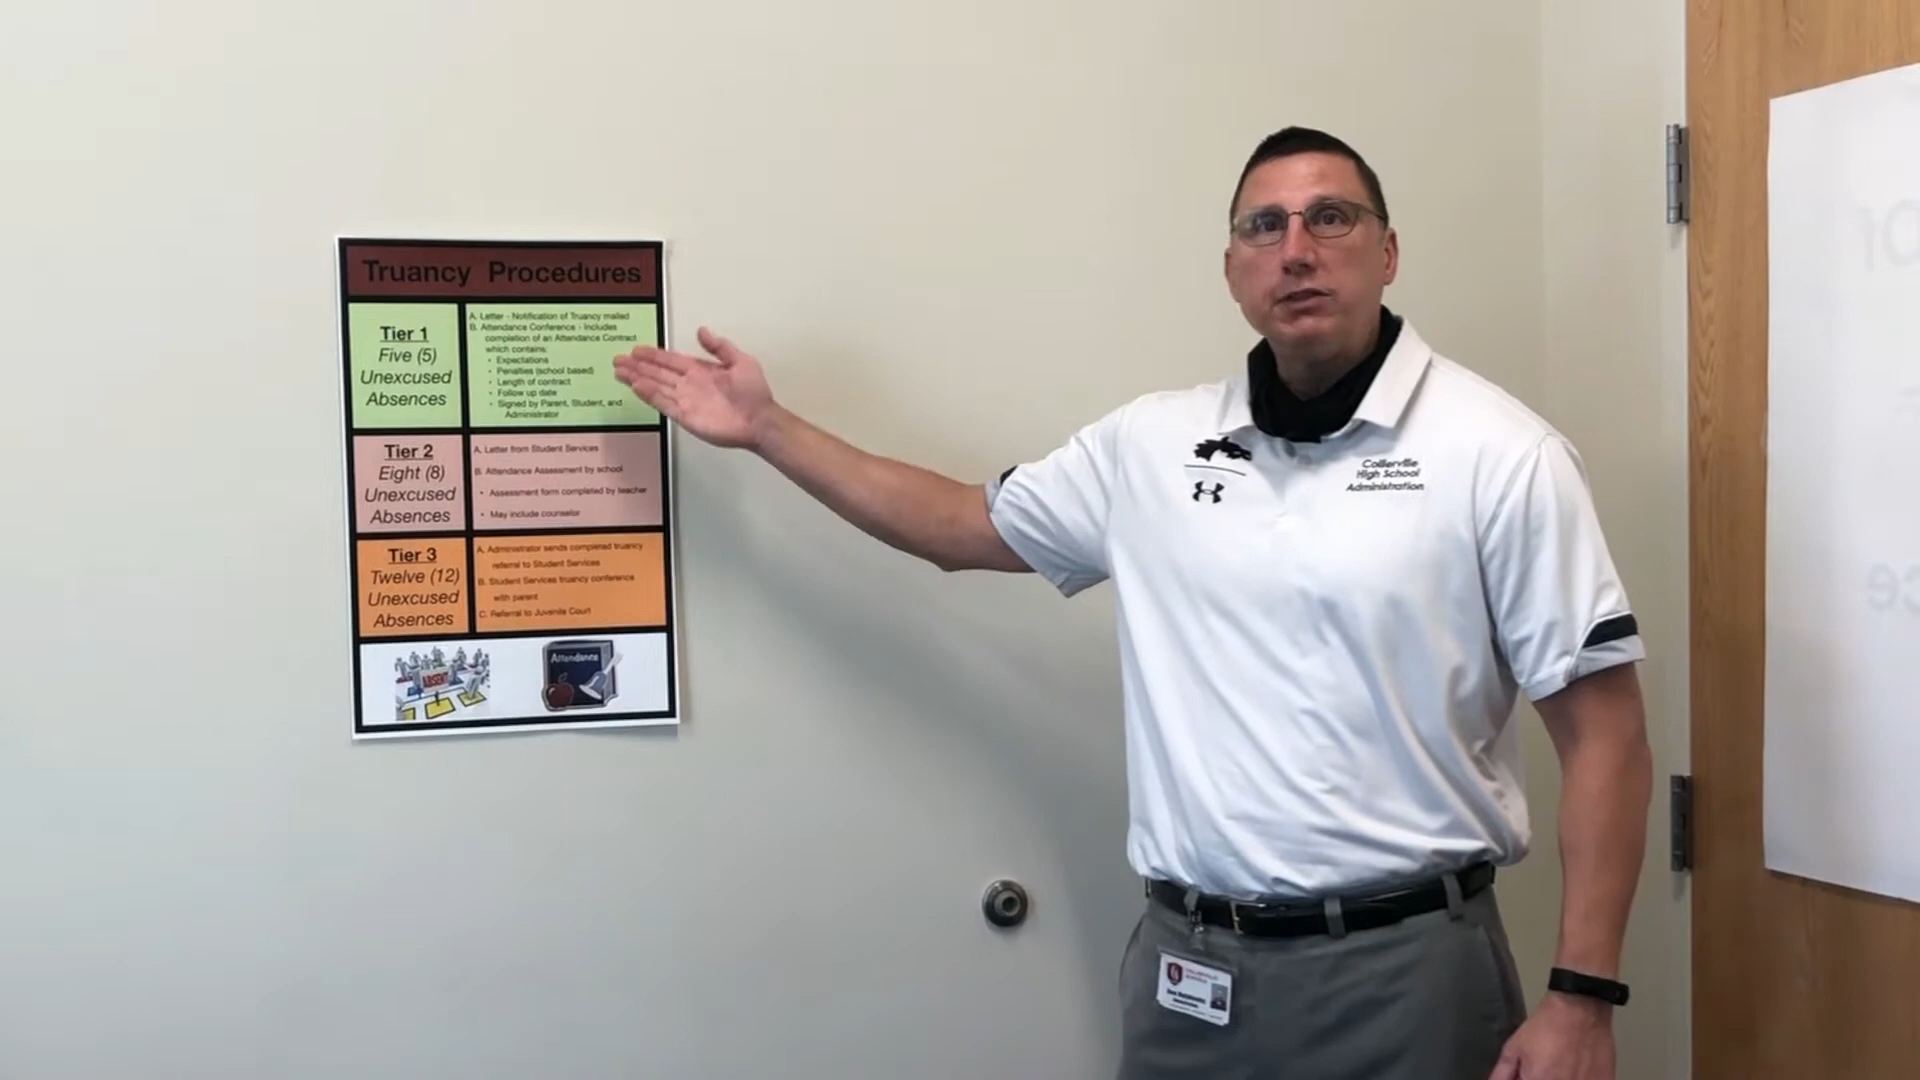 Truancy Procedures
Tier 1
Five (5)
Unexcused
Absences
A. Letter - Notification of Truancy mailed
B. Attendance Conference - Includes
completion of an Attendance Contract
which contains:
• Expectations
• Penalties (school based)
• Length of contract
• Follow up date
• Signed by Parent, Student, and
Administrator
Tier 2
Eight (8)
Unexcused
Absences
A. Letter from Student Services
B. Attendance Assessment by school
• Assessment form completed by teacher
• May include counselor
Tier 3
Twelve (12)
Unexcused
Absences
A. Administrator sends completed truancy
referral to Student Services
B. Student Services truancy conference
with parent
C. Referral to Juvenile Court
ABSENT
Attendance
Collierville
High School
Administration